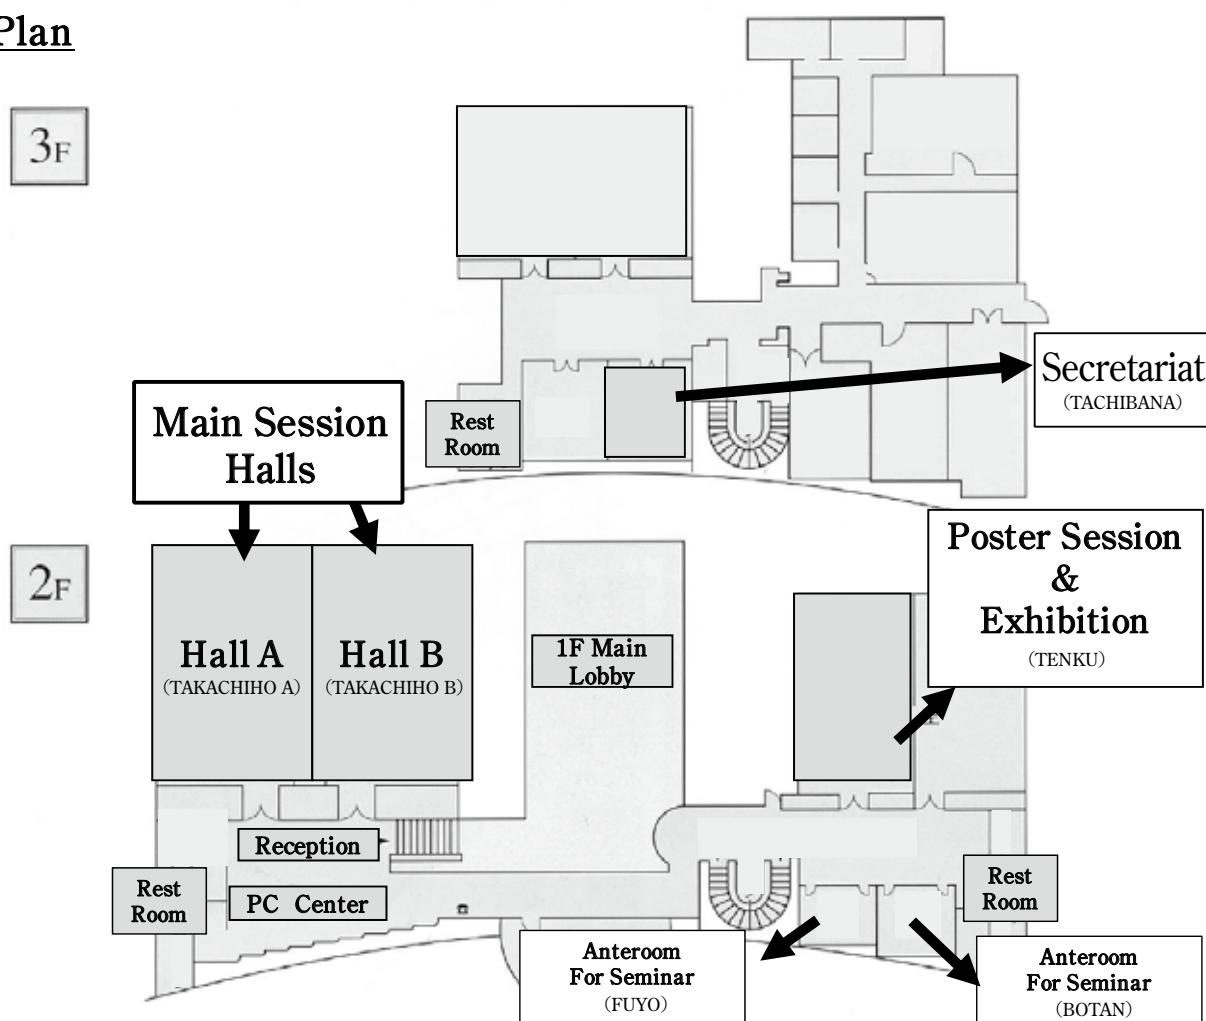 Plan
3F
Secretariat
(TACHIBANA)
Rest
Room
Main Session
Halls
2F
Poster Session
&
Exhibition
(TENKU)
Hall A
(TAKACHIHO A)
Hall B
(TAKACHIHO B)
1F Main
Lobby
Reception
PC Center
Rest
Room
Rest
Room
Anteroom
For Seminar
(FUYO)
Anteroom
For Seminar
(BOTAN)